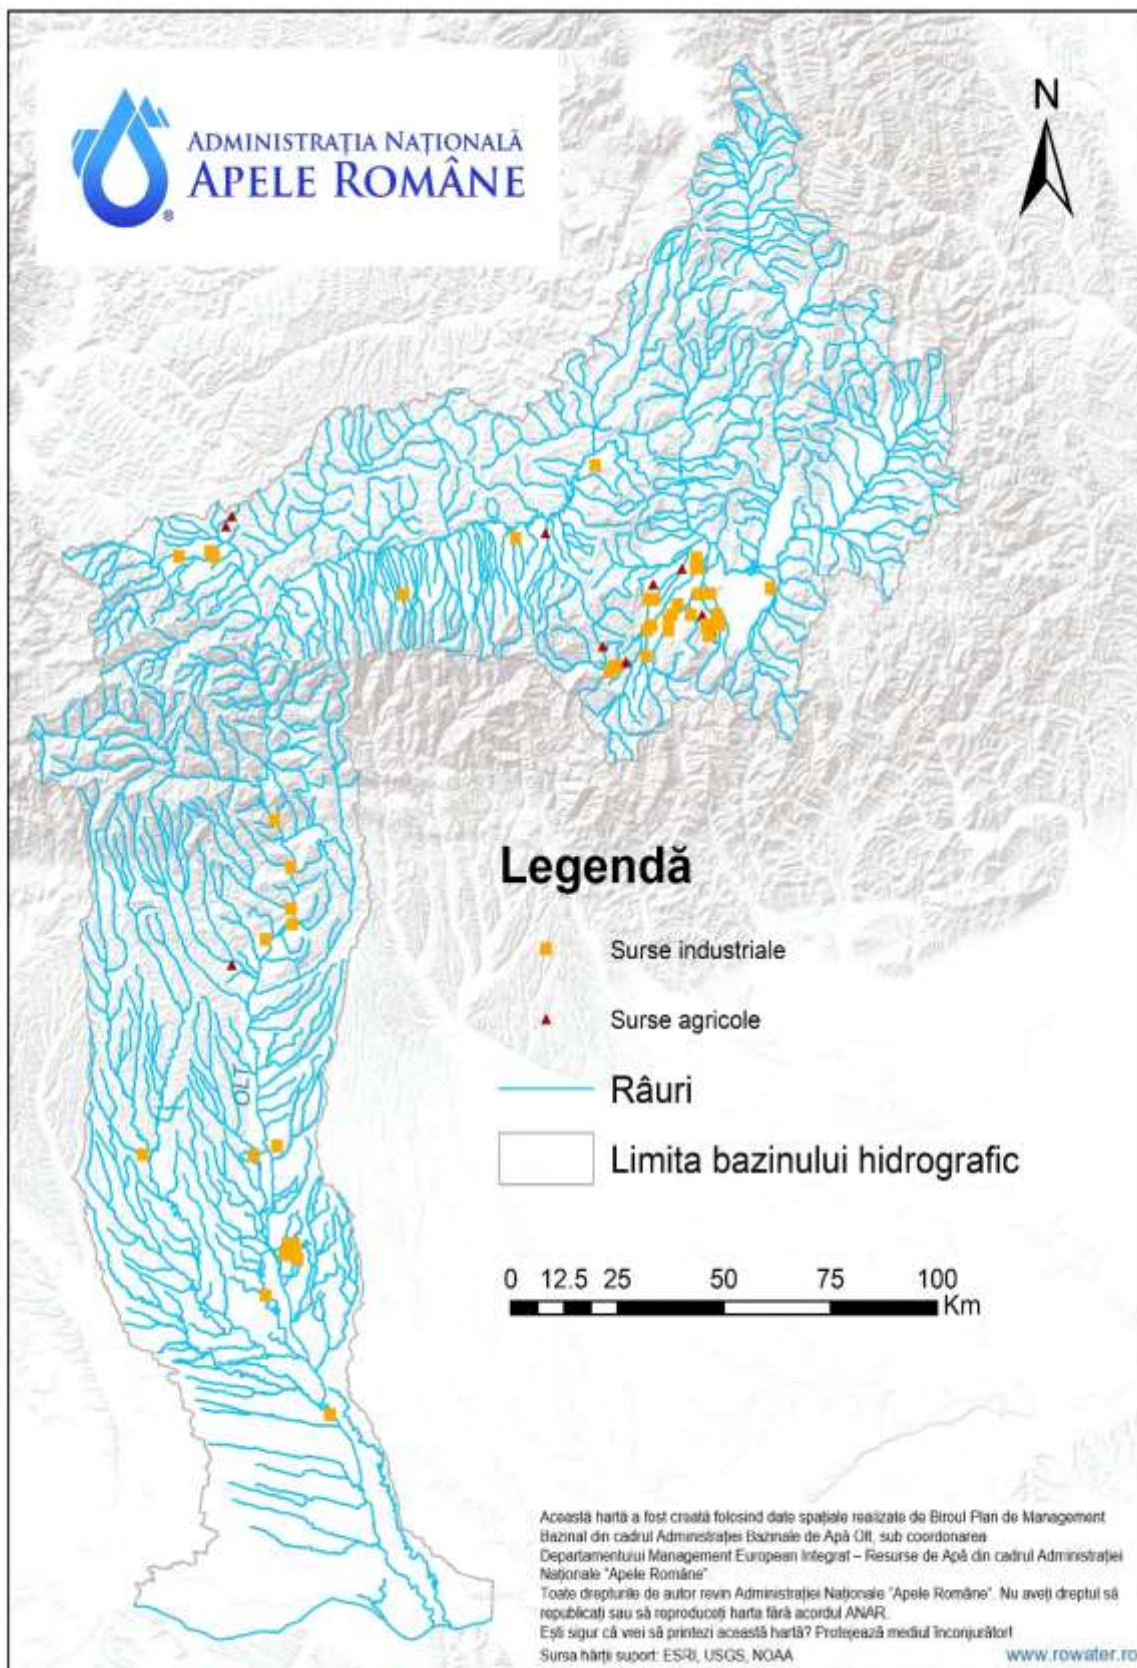 ADMINISTRAȚIA NAȚIONALĂ
APELE ROMÂNE
®
N
OLT
Legendă
Surse industriale
Surse agricole
Râuri
Limita bazinului hidrografic
0 12.5 25 50 75 100
Km
Această hartă a fost creată folosind date spațiale realizate de Biroul Plan de Management
Bazinal din cadrul Administrației Bazinale de Apă Olt, sub coordonarea
Departamentului Management European Integrat – Resurse de Apă din cadrul Administrației
Naționale "Apele Române"
Toate drepturile de autor revin Administrației Naționale "Apele Române". Nu aveți dreptul să
republicați sau să reproduceți harta fără acordul ANAR.
Ești sigur că vrei să printezi această hartă? Protejează mediul înconjurător!
Sursa hărții suport: ESRI, USGS, NOAA
www.rowater.ro